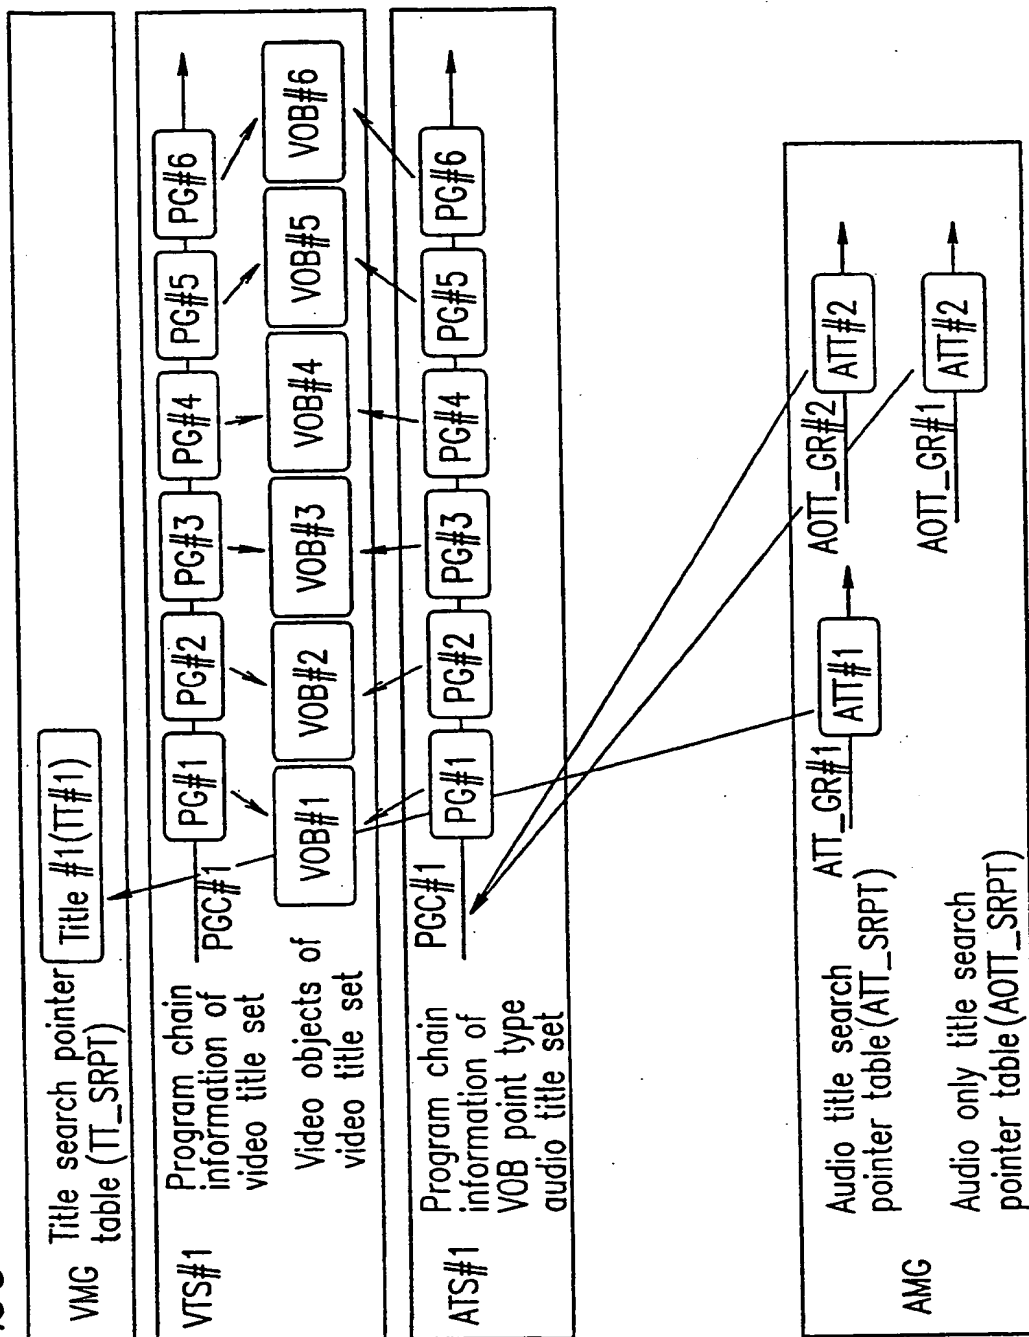 VMG
Title search pointer
table (TT_SRPT)
Title #1(TT#1)
VTS#1
Program chain
information of
video title set
PGC#1
PG#1
PG#2
PG#3
PG#4
PG#5
PG#6
Video objects of
video title set
VOB#1
VOB#2
VOB#3
VOB#4
VOB#5
VOB#6
ATS#1
Program chain
information of
VOB point type
audio title set
PGC#1
PG#1
PG#2
PG#3
PG#4
PG#5
PG#6
AMG
Audio title search
pointer table(ATT_SRPT)
ATT_GR#1
ATT#1
AOTT_GR#2
ATT#2
Audio only title search
pointer table(AOTT_SRPT)
AOTT_GR#1
ATT#2